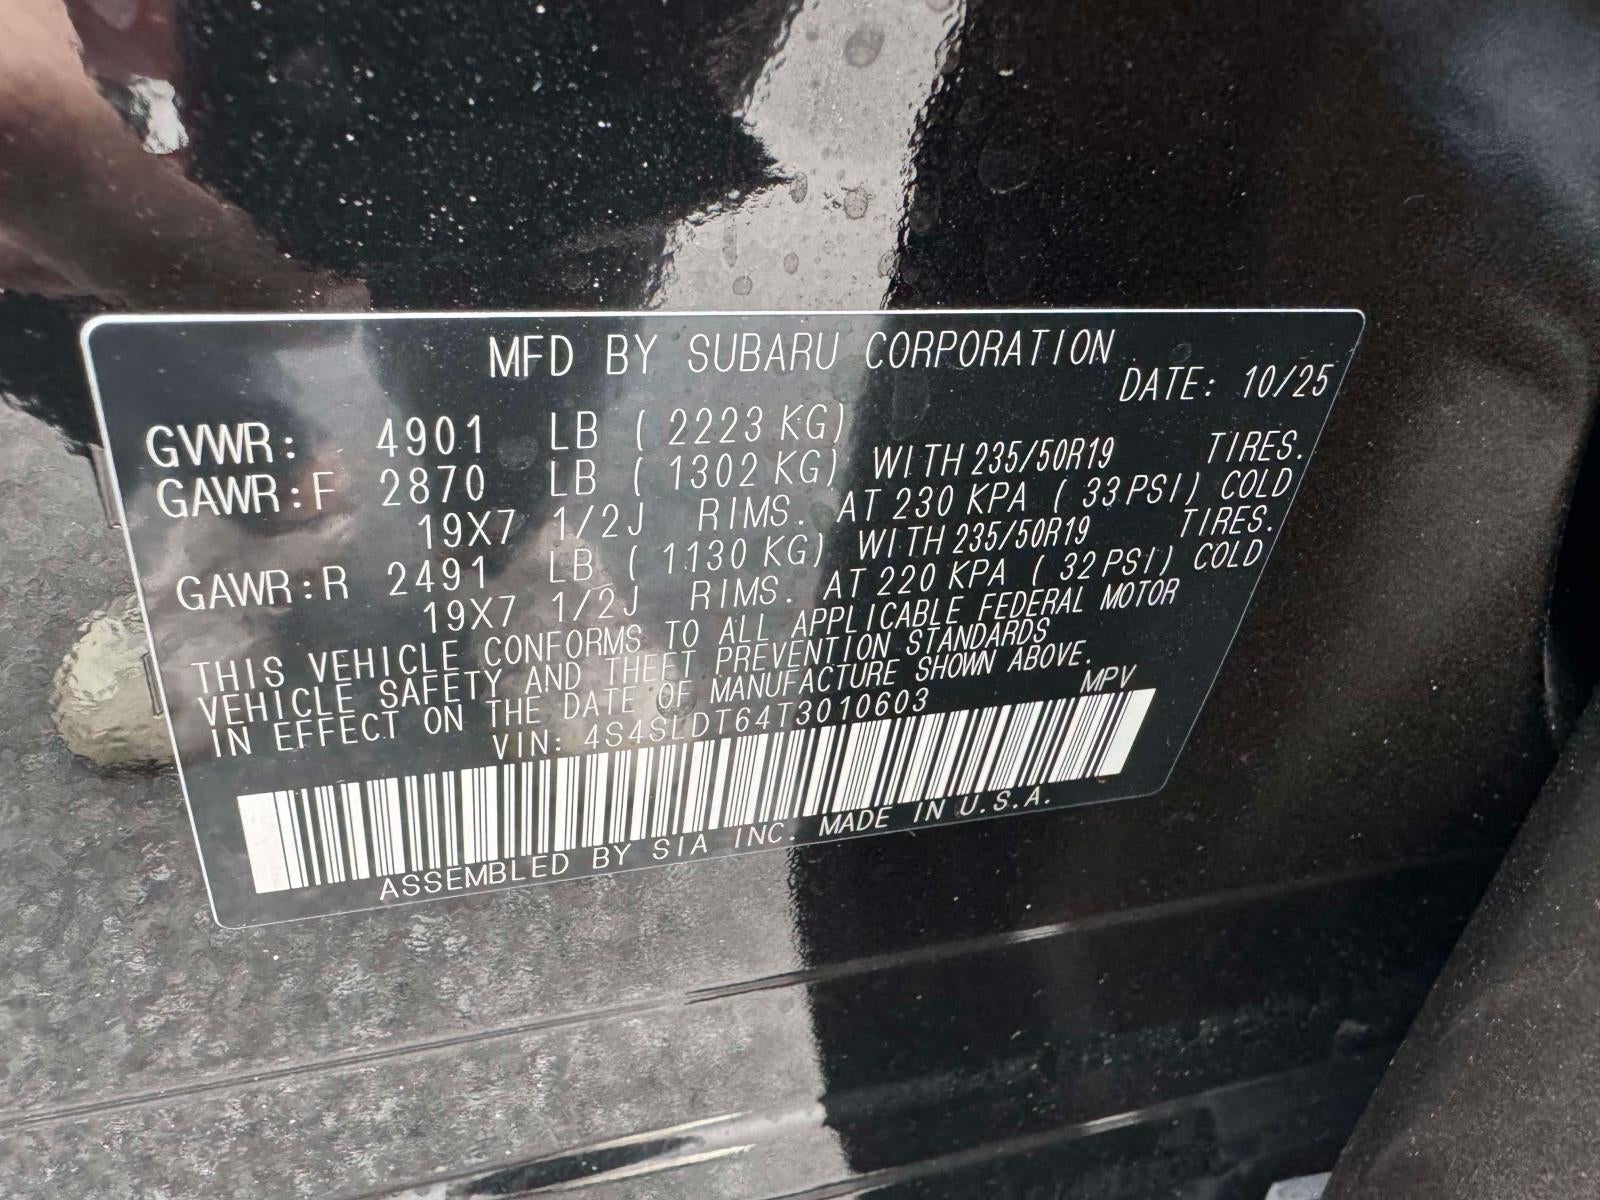 MFD BY SUBARU CORPORATION
DATE: 10/25
GVWR: 4901 LB ( 2223 KG)
GAWR:F 2870 LB ( 1302 KG) WITH 235/50R19 TIRES.
19X7 1/2J RIMS. AT 230 KPA ( 33 PSI) COLD
GAWR:R 2491 LB ( 1130 KG) WITH 235/50R19 TIRES.
19X7 1/2J RIMS. AT 220 KPA ( 32 PSI) COLD
THIS VEHICLE CONFORMS TO ALL APPLICABLE FEDERAL MOTOR
VEHICLE SAFETY AND THEFT PREVENTION STANDARDS
IN EFFECT ON THE DATE OF MANUFACTURE SHOWN ABOVE.
VIN: 4S4SLDT64T3010603 MPV
ASSEMBLED BY SIA INC. MADE IN U.S.A.